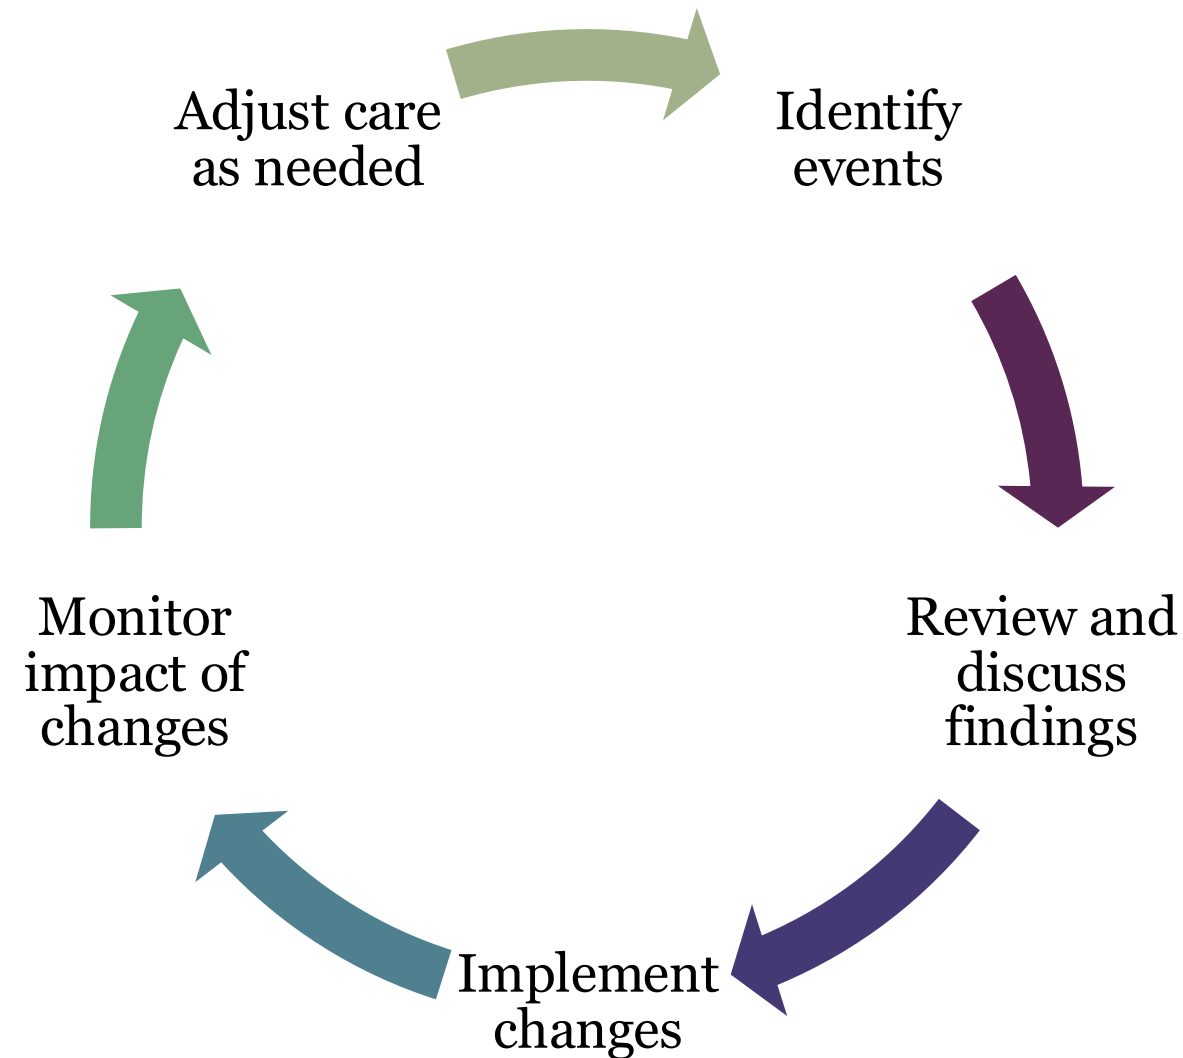 Adjust care
as needed
Identify
events
Review and
discuss
findings
Implement
changes
Monitor
impact of
changes